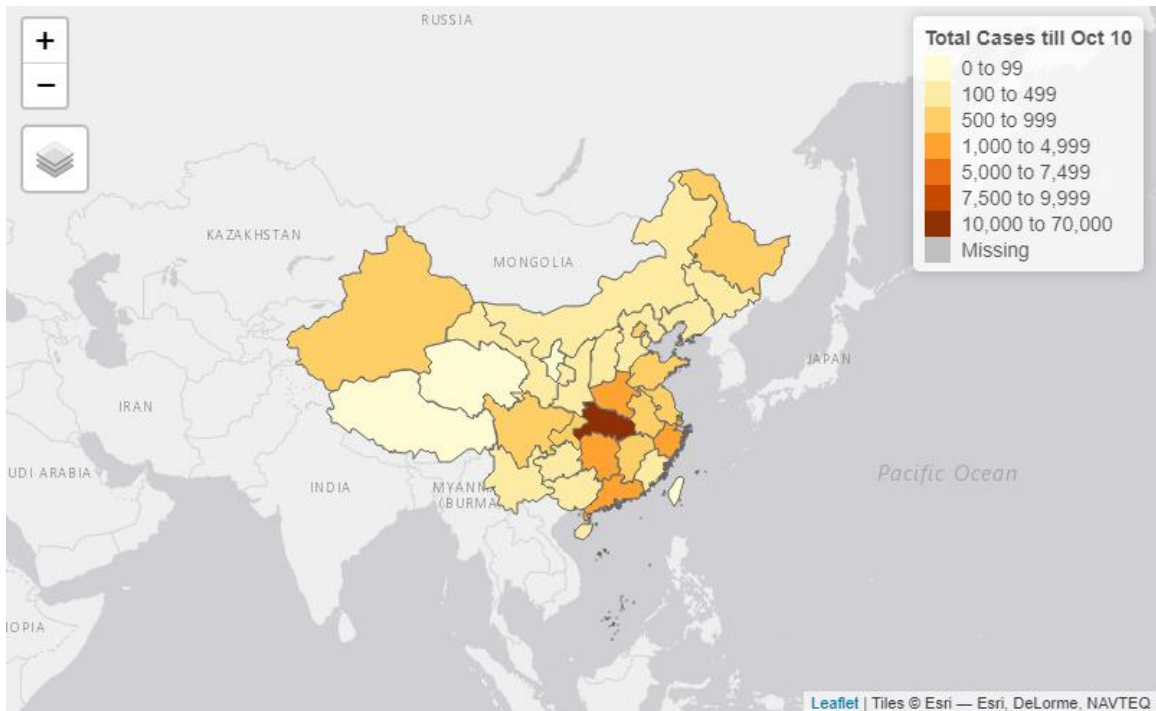 RUSSIA
+
−
Total Cases till Oct 10
0 to 99
100 to 499
500 to 999
1,000 to 4,999
5,000 to 7,499
7,500 to 9,999
10,000 to 70,000
Missing
KAZAKHSTAN
MONGOLIA
JAPAN
IRAN
UDI ARABIA
INDIA
MYANM
(BURMA
Pacific Ocean
IOPIA
Leaflet | Tiles © Esri — Esri, DeLorme, NAVTEQ